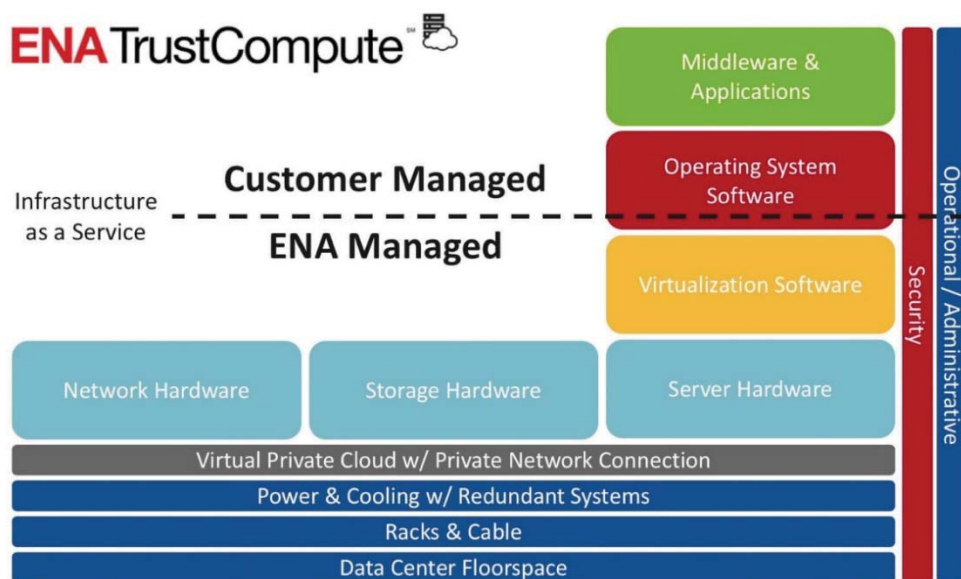 ENA TrustCompute℠
Middleware &
Applications
Customer Managed
Operating System
Software
Infrastructure
as a Service
ENA Managed
Virtualization Software
Security
Operational / Administrative
Network Hardware
Storage Hardware
Server Hardware
Virtual Private Cloud w/ Private Network Connection
Power & Cooling w/ Redundant Systems
Racks & Cable
Data Center Floorspace